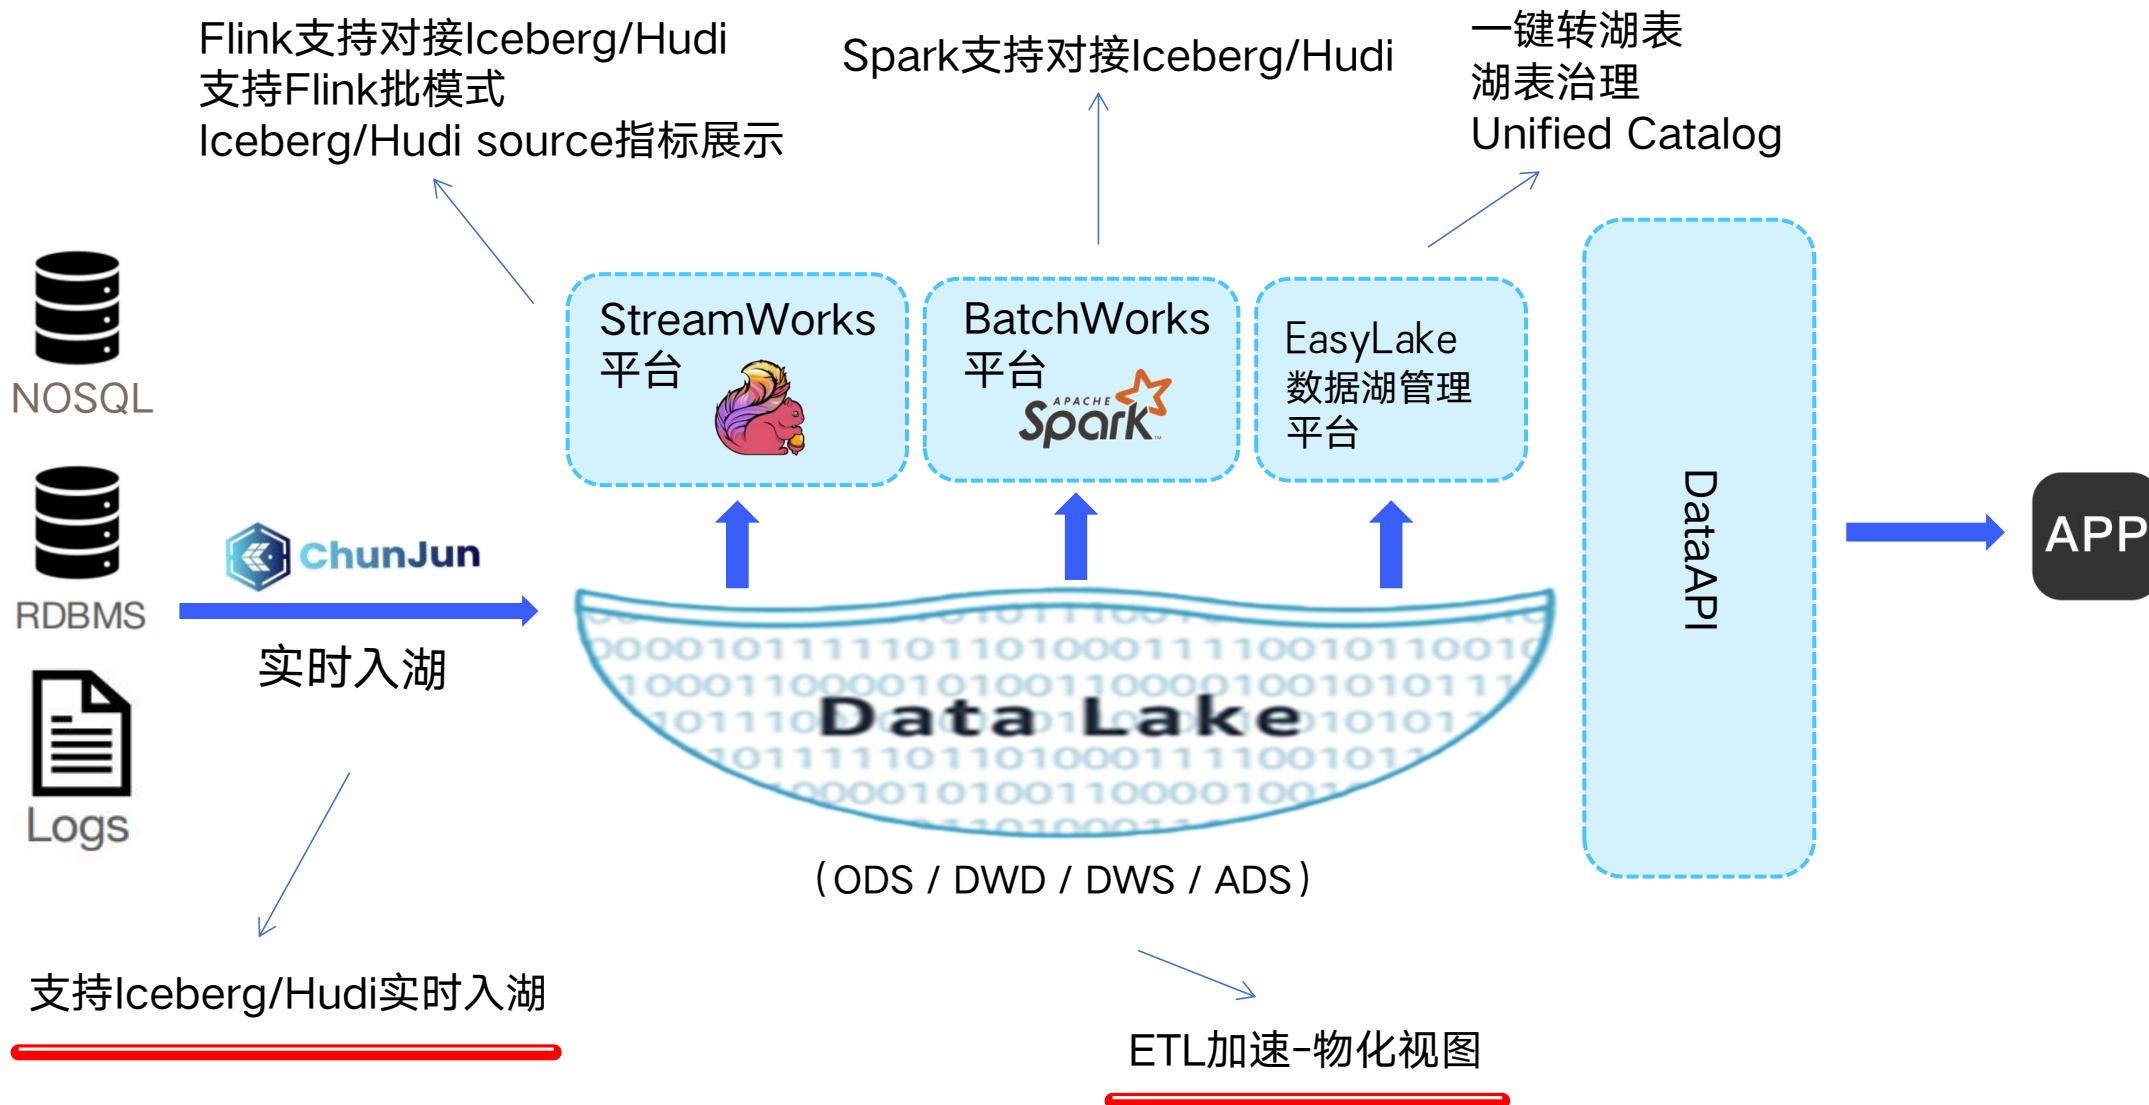 Flink支持对接Iceberg/Hudi
支持Flink批模式
Iceberg/Hudi source指标展示
Spark支持对接Iceberg/Hudi
一键转湖表
湖表治理
Unified Catalog
NOSQL
RDBMS
Logs
ChunJun
实时入湖
StreamWorks
平台
BatchWorks
平台
APACHE
Spark
EasyLake
数据湖管理
平台
DataAPI
APP
Data Lake
(ODS / DWD / DWS / ADS)
支持Iceberg/Hudi实时入湖
ETL加速-物化视图